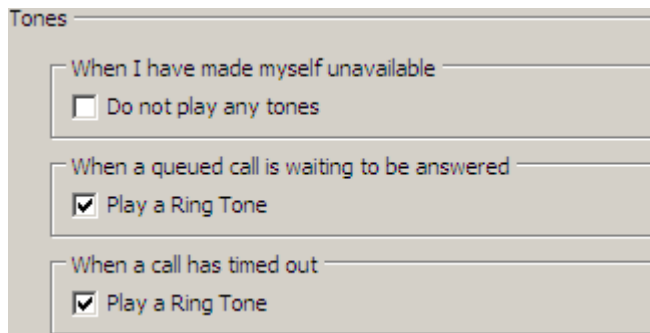 Tones
When I have made myself unavailable
Do not play any tones
When a queued call is waiting to be answered
Play a Ring Tone
When a call has timed out
Play a Ring Tone